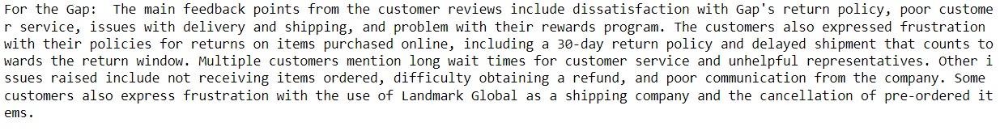 For the Gap:  The main feedback points from the customer reviews include dissatisfaction with Gap's return policy, poor custome
r service, issues with delivery and shipping, and problem with their rewards program. The customers also expressed frustration
with their policies for returns on items purchased online, including a 30-day return policy and delayed shipment that counts to
wards the return window. Multiple customers mention long wait times for customer service and unhelpful representatives. Other i
ssues raised include not receiving items ordered, difficulty obtaining a refund, and poor communication from the company. Some
customers also express frustration with the use of Landmark Global as a shipping company and the cancellation of pre-ordered it
ems.